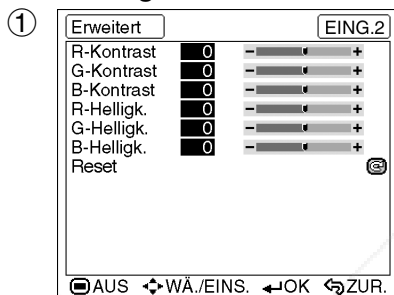 ①
Erweitert EING.2
R-Kontrast 0 - +
G-Kontrast 0 - +
B-Kontrast 0 - +
R-Helligk. 0 - +
G-Helligk. 0 - +
B-Helligk. 0 - +
Reset
AUS WÄ./EINS. OK ZUR.